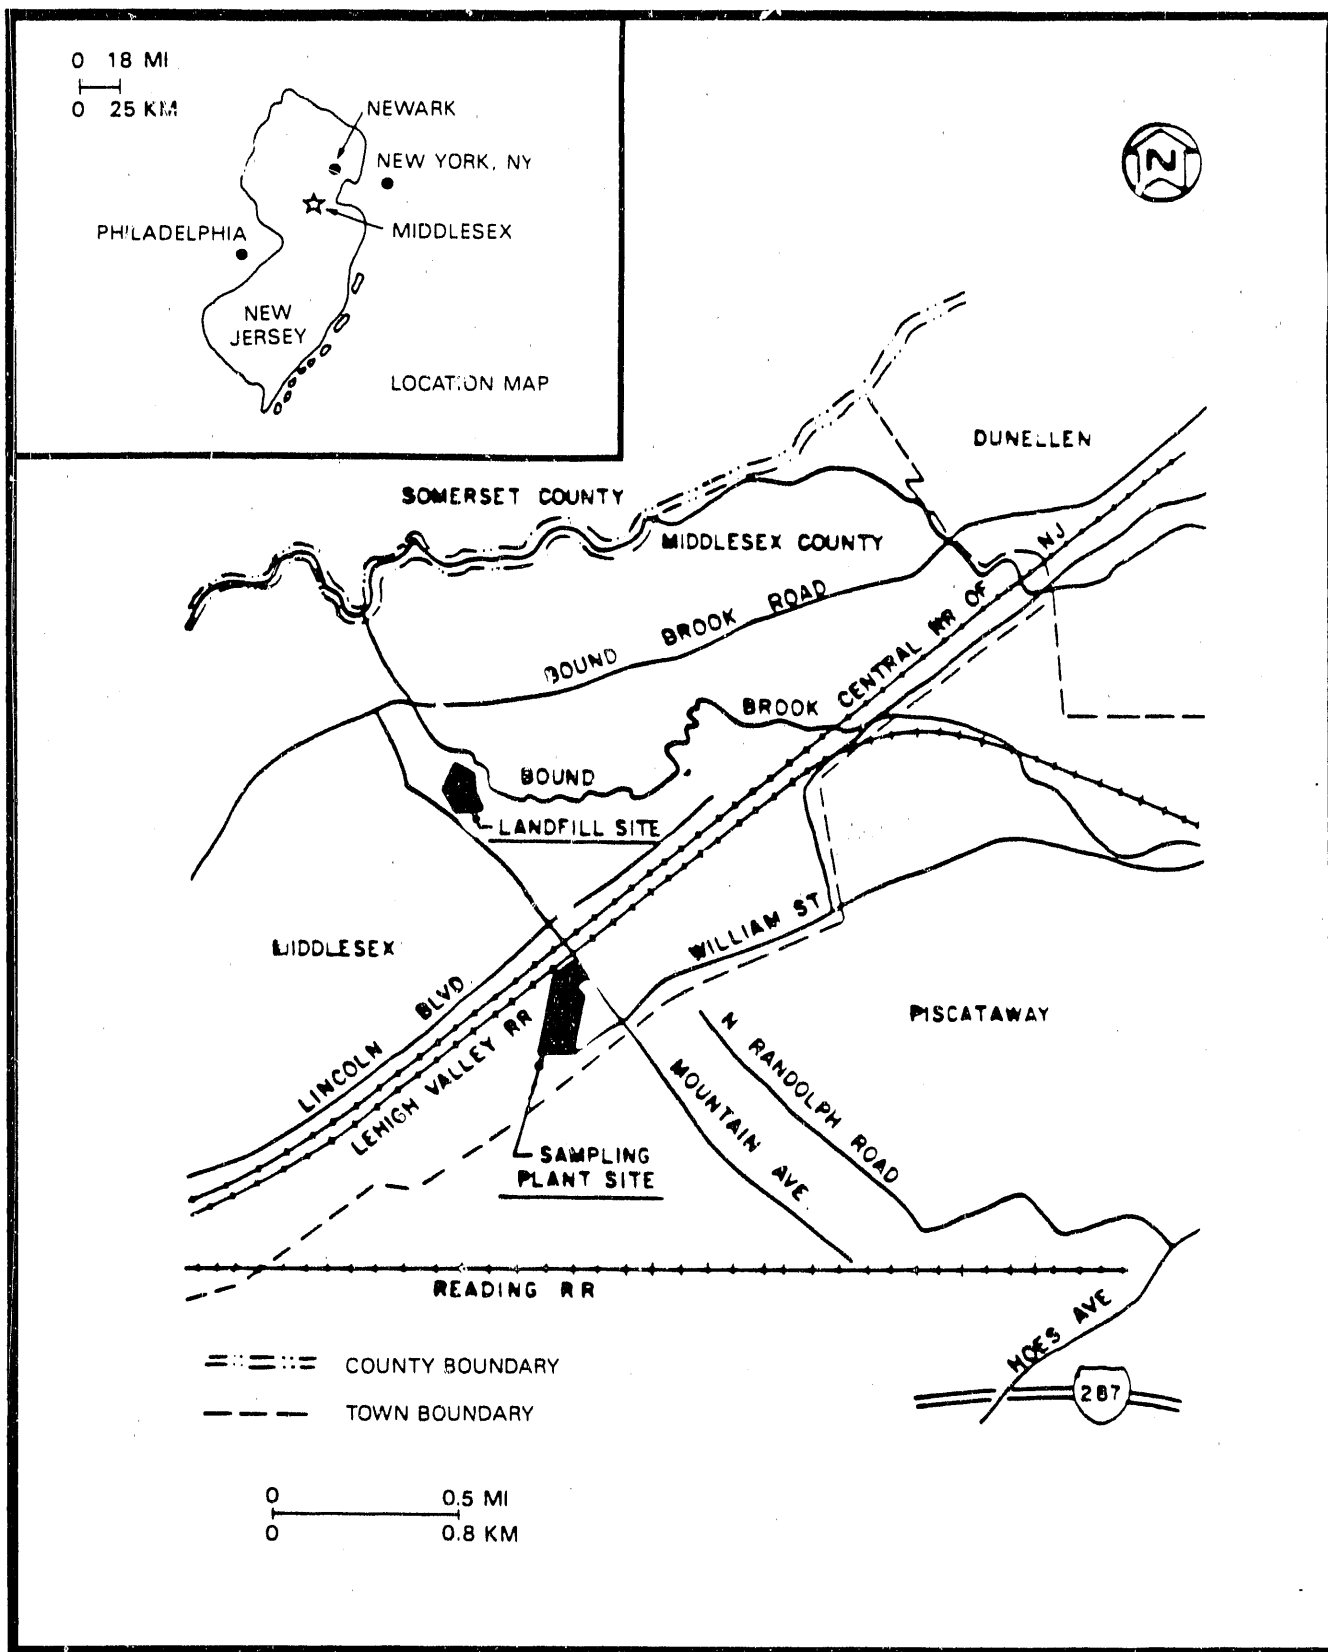 0 18 MI
0 25 KM
NEWARK
NEW YORK, NY
PHILADELPHIA
MIDDLESEX
NEW
JERSEY
LOCATION MAP
N
DUNELLEN
SOMERSET COUNTY
MIDDLESEX COUNTY
BOUND BROOK ROAD
CENTRAL RR OF NJ
BOUND BROOK
LANDFILL SITE
MIDDLESEX
WILLIAM ST
LINCOLN BLVD
LEHIGH VALLEY RR
PISCATAWAY
N RANDOLPH ROAD
MOUNTAIN AVE
SAMPLING
PLANT SITE
READING RR
MOES AVE
287
COUNTY BOUNDARY
TOWN BOUNDARY
0 0.5 MI
0 0.8 KM